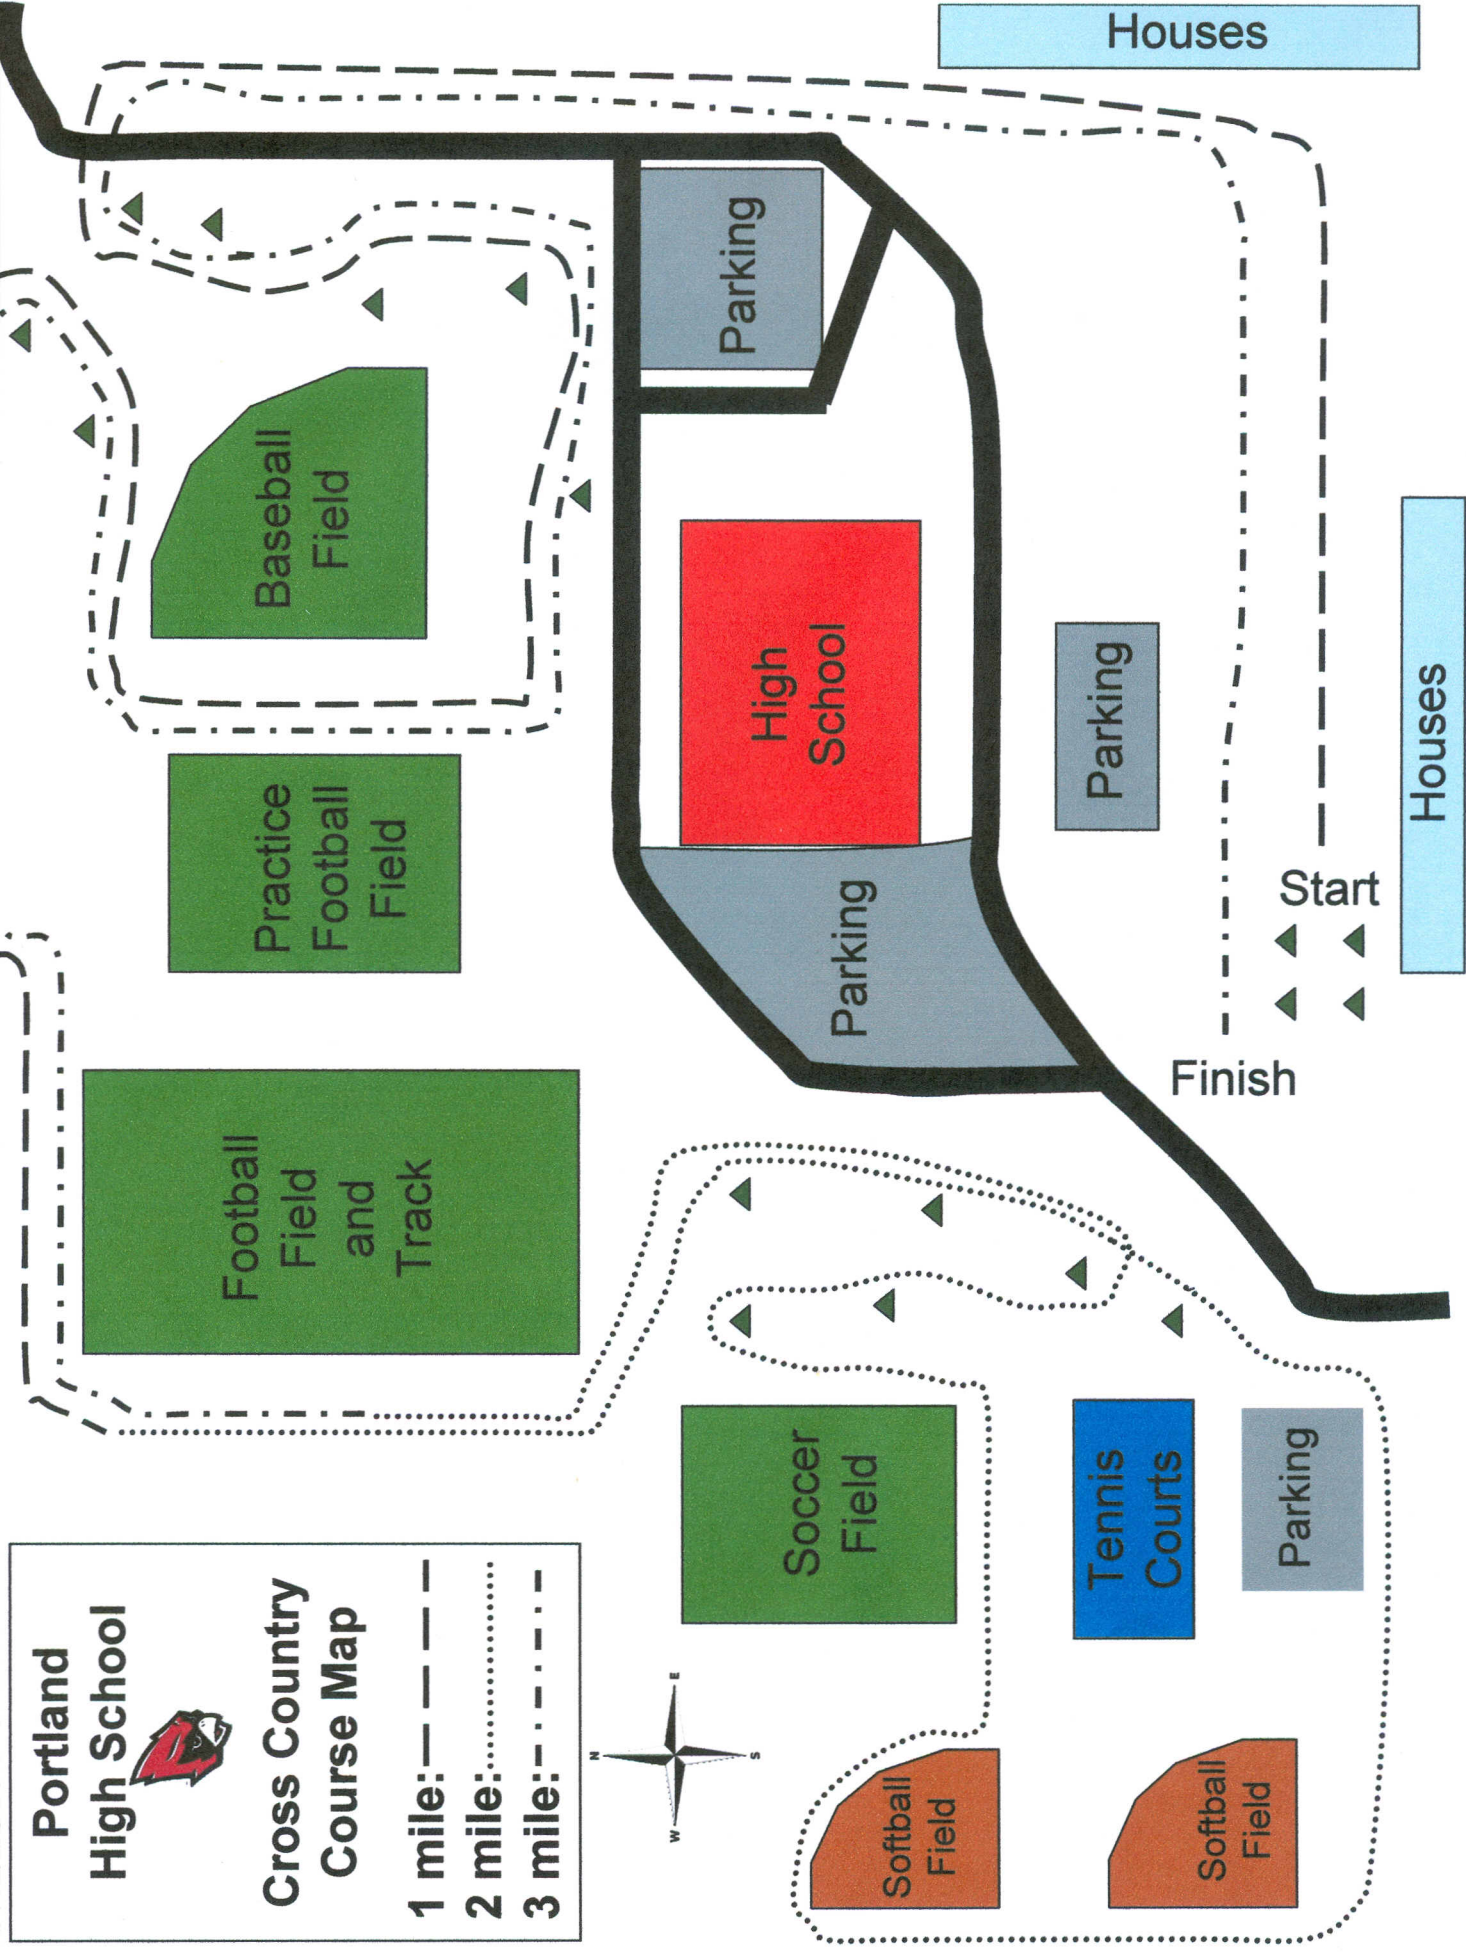 Portland
High School
Cross Country
Course Map
1 mile:
2 mile:
3 mile:
N
E
S
W
Football
Field
and
Track
Practice
Football
Field
Baseball
Field
Soccer
Field
Parking
High
School
Parking
Softball
Field
Tennis
Courts
Parking
Softball
Field
Parking
Finish
Start
Houses
Houses